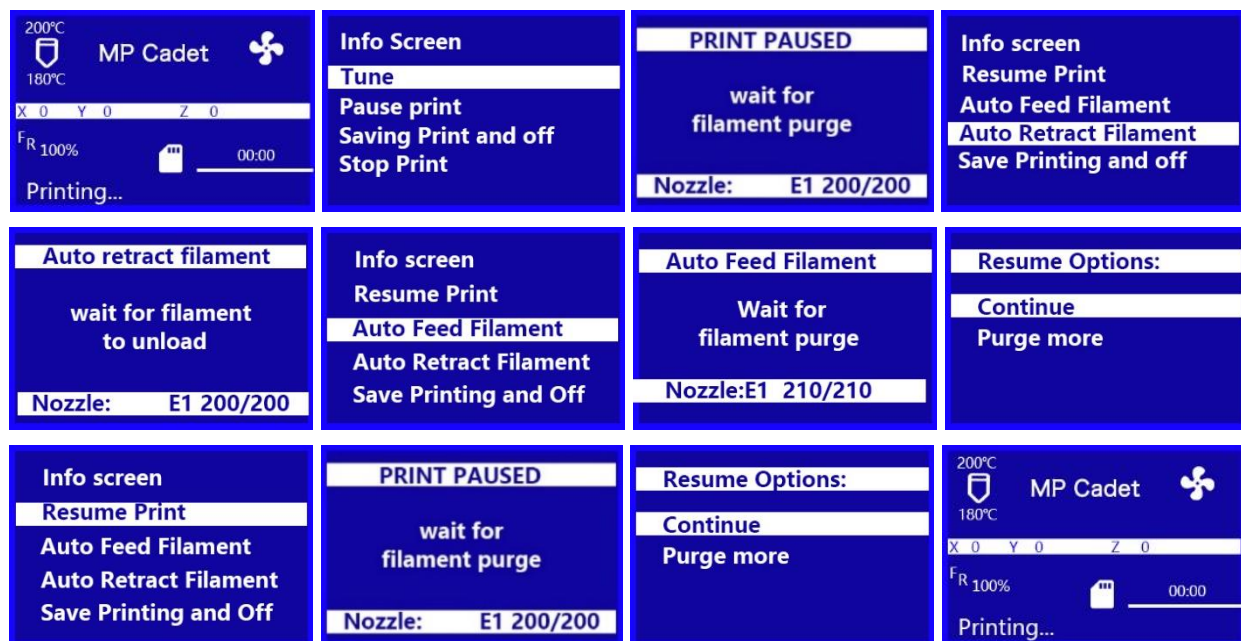 200℃
MP Cadet
180℃
X 0 Y 0 Z 0
FR 100%
00:00
Printing...
Info Screen
Tune
Pause print
Saving Print and off
Stop Print
PRINT PAUSED
wait for
filament purge
Nozzle: E1 200/200
Info screen
Resume Print
Auto Feed Filament
Auto Retract Filament
Save Printing and off
Auto retract filament
wait for filament
to unload
Nozzle: E1 200/200
Info screen
Resume Print
Auto Feed Filament
Auto Retract Filament
Save Printing and Off
Auto Feed Filament
Wait for
filament purge
Nozzle:E1 210/210
Resume Options:
Continue
Purge more
Info screen
Resume Print
Auto Feed Filament
Auto Retract Filament
Save Printing and Off
PRINT PAUSED
wait for
filament purge
Nozzle: E1 200/200
Resume Options:
Continue
Purge more
200℃
MP Cadet
180℃
X 0 Y 0 Z 0
FR 100%
00:00
Printing...